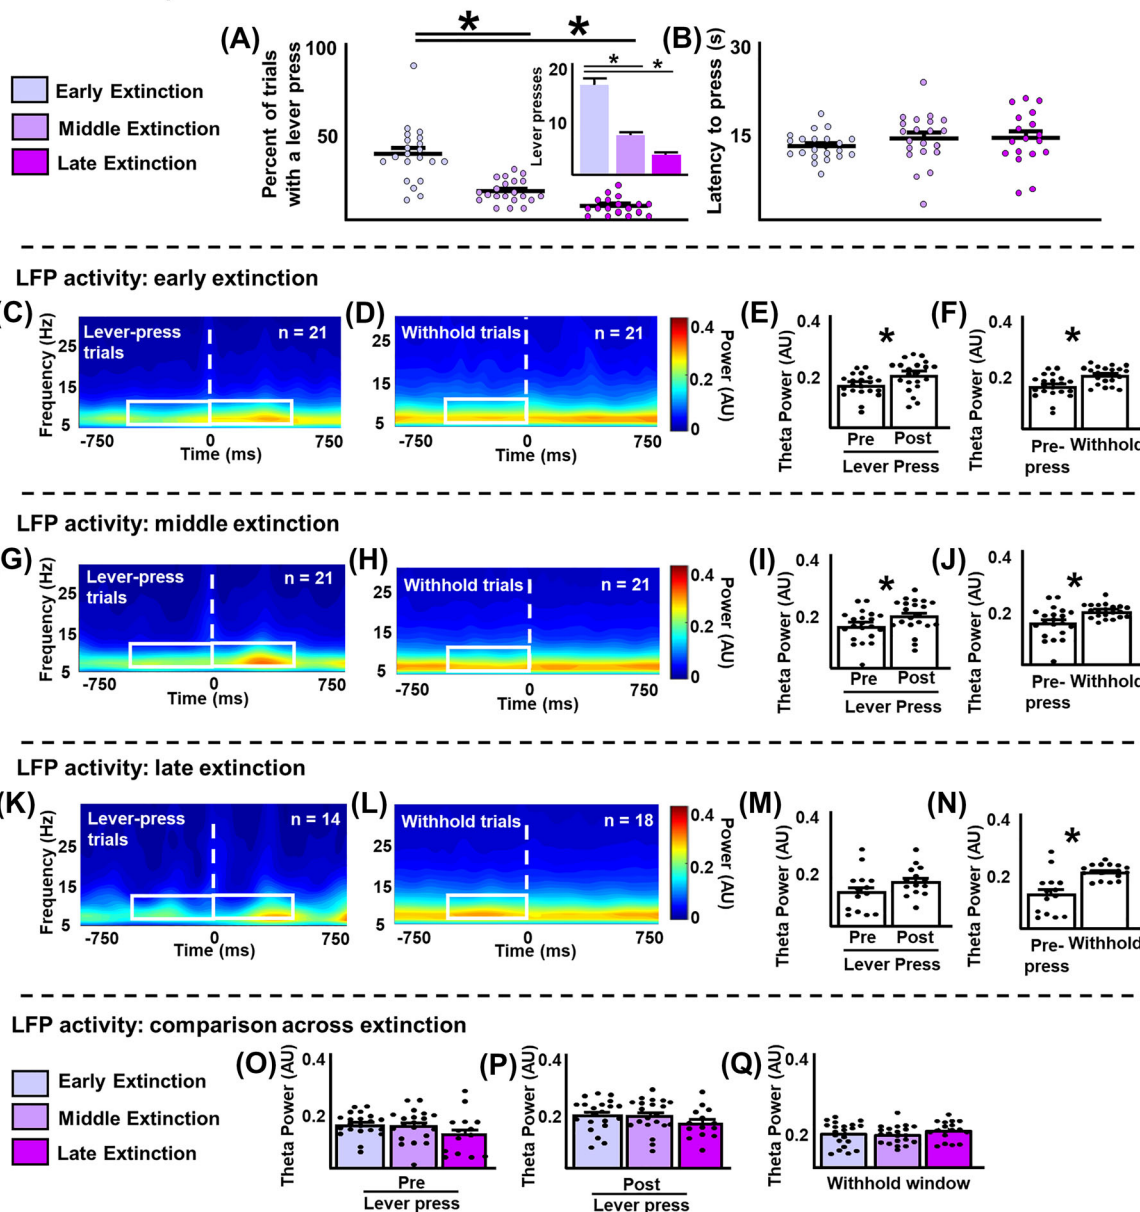 (A)
Percent of trials
with a lever press
100
50
*
*
Lever presses
20
10
*
*
(B)
Latency to press (s)
30
15
Early Extinction
Middle Extinction
Late Extinction
LFP activity: early extinction
(C)
Frequency (Hz)
25
15
5
Lever-press
trials
n = 21
-750
0
750
Time (ms)
(D)
25
15
5
Withhold trials
n = 21
-750
0
750
Time (ms)
0.4
0.2
0
Power (AU)
(E)
Theta Power (AU)
0.4
0.2
*
Pre
Post
Lever Press
(F)
Theta Power (AU)
0.4
0.2
*
Pre-
press
Withhold
LFP activity: middle extinction
G)
Frequency (Hz)
25
15
5
Lever-press
trials
n = 21
-750
0
750
Time (ms)
(H)
25
15
5
Withhold trials
n = 21
-750
0
750
Time (ms)
0.4
0.2
0
Power (AU)
(I)
Theta Power (AU)
0.4
0.2
*
Pre
Post
Lever Press
(J)
Theta Power (AU)
0.4
0.2
*
Pre-
press
Withhold
LFP activity: late extinction
K)
Frequency (Hz)
25
15
5
Lever-press
trials
n = 14
-750
0
750
Time (ms)
(L)
25
15
5
Withhold trials
n = 18
-750
0
750
Time (ms)
0.4
0.2
0
Power (AU)
(M)
Theta Power (AU)
0.4
0.2
Pre
Post
Lever Press
(N)
Theta Power (AU)
0.4
0.2
*
Pre-
press
Withhold
LFP activity: comparison across extinction
Early Extinction
Middle Extinction
Late Extinction
(O)
Theta Power (AU)
0.4
0.2
Pre
Lever press
(P)
Theta Power (AU)
0.4
0.2
Post
Lever press
(Q)
Theta Power (AU)
0.4
0.2
Withhold window